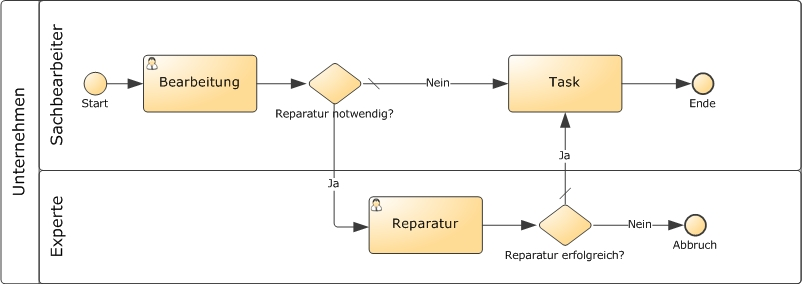 Unternehmen
Sachbearbeiter
Start
Bearbeitung
Reparatur notwendig?
Nein
Task
Ende
Ja
Ja
Experte
Reparatur
Reparatur erfolgreich?
Nein
Abbruch